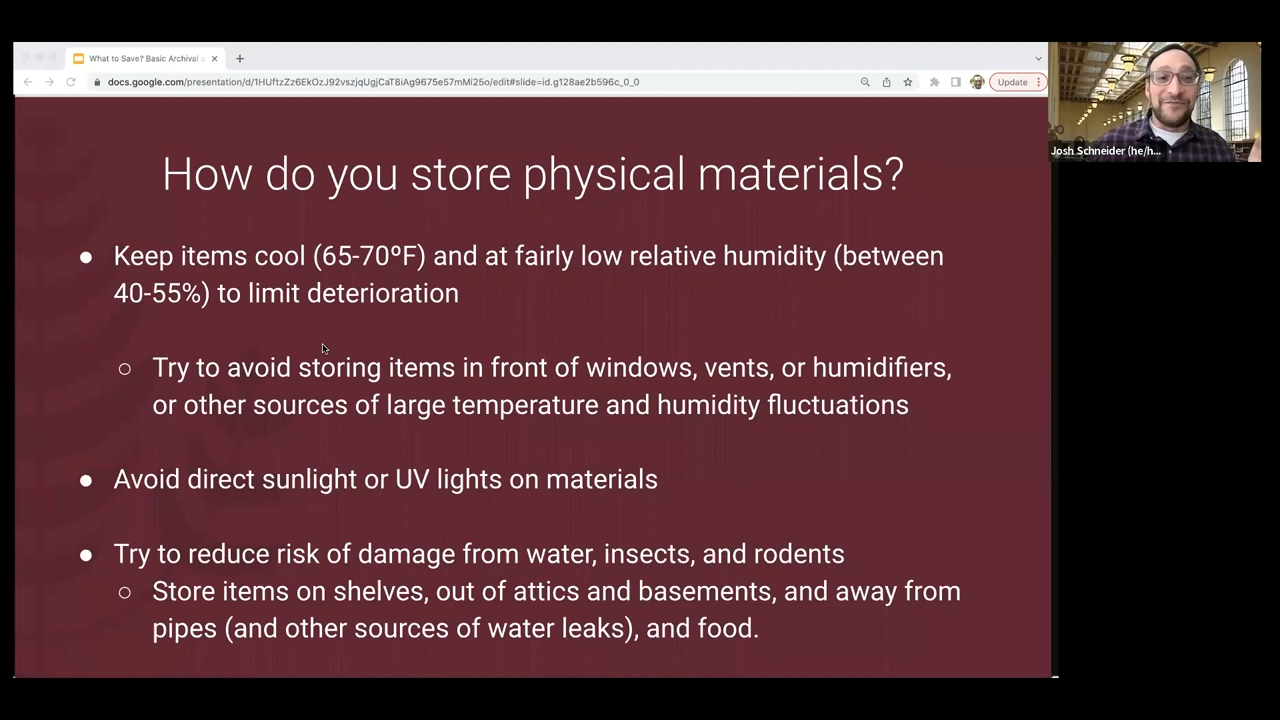 What to Save? Basic Archival
docs.google.com/presentation/d/1HUftzZz6EkOzJ92vszjqUgjCaT8iAg9675e57mMi25o/edit#slide=id.g128ae2b596c_0_0
Update
Josh Schneider (he/h...
How do you store physical materials?
● Keep items cool (65-70ºF) and at fairly low relative humidity (between
40-55%) to limit deterioration
○ Try to avoid storing items in front of windows, vents, or humidifiers,
or other sources of large temperature and humidity fluctuations
● Avoid direct sunlight or UV lights on materials
● Try to reduce risk of damage from water, insects, and rodents
○ Store items on shelves, out of attics and basements, and away from
pipes (and other sources of water leaks), and food.